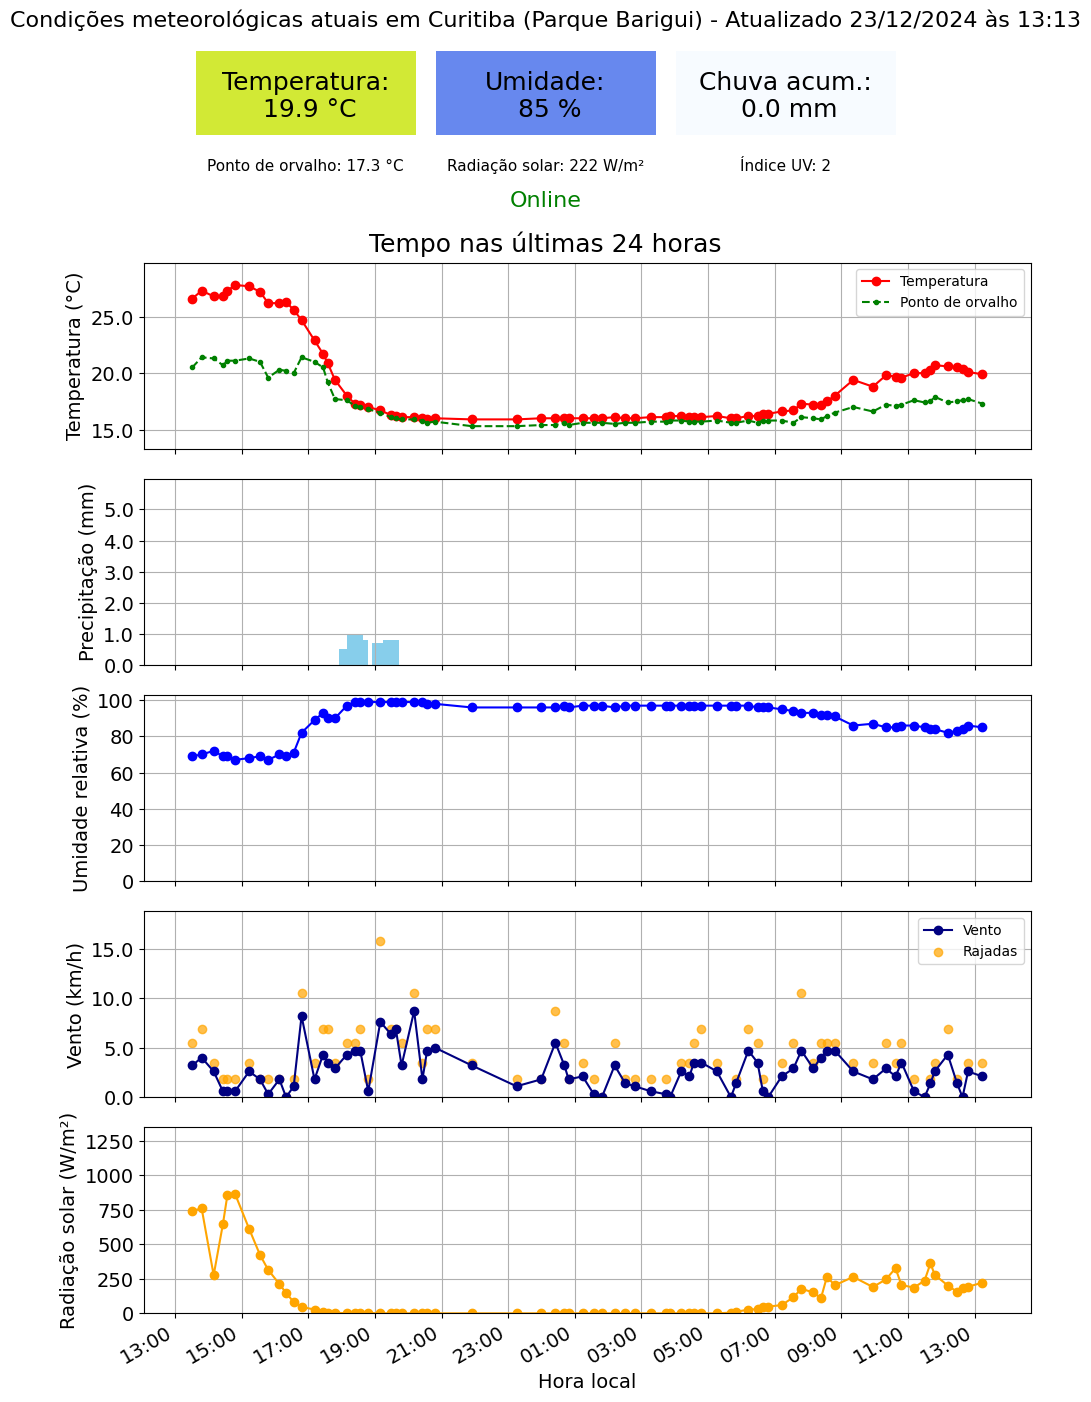 Condições meteorológicas atuais em Curitiba (Parque Barigui) - Atualizado 23/12/2024 às 13:13
Temperatura:
19.9 °C
Umidade:
85 %
Chuva acum.:
0.0 mm
Ponto de orvalho: 17.3 °C
Radiação solar: 222 W/m²
Índice UV: 2
Online
Tempo nas últimas 24 horas
Temperatura (°C)
25.0
20.0
15.0
Temperatura
Ponto de orvalho
Precipitação (mm)
5.0
4.0
3.0
2.0
1.0
0.0
Umidade relativa (%)
100
80
60
40
20
0
Vento (km/h)
15.0
10.0
5.0
0.0
Vento
Rajadas
Radiação solar (W/m²)
1250
1000
750
500
250
0
13:00
15:00
17:00
19:00
21:00
23:00
01:00
03:00
05:00
07:00
09:00
11:00
13:00
Hora local